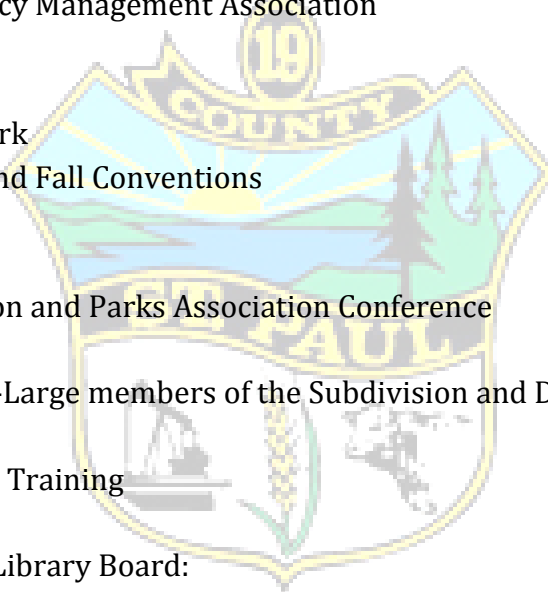 cy Management Association
19
COUNTY
rk
nd Fall Conventions
on and Parks Association Conference
ST. PAUL
-Large members of the Subdivision and D
Training
Library Board: